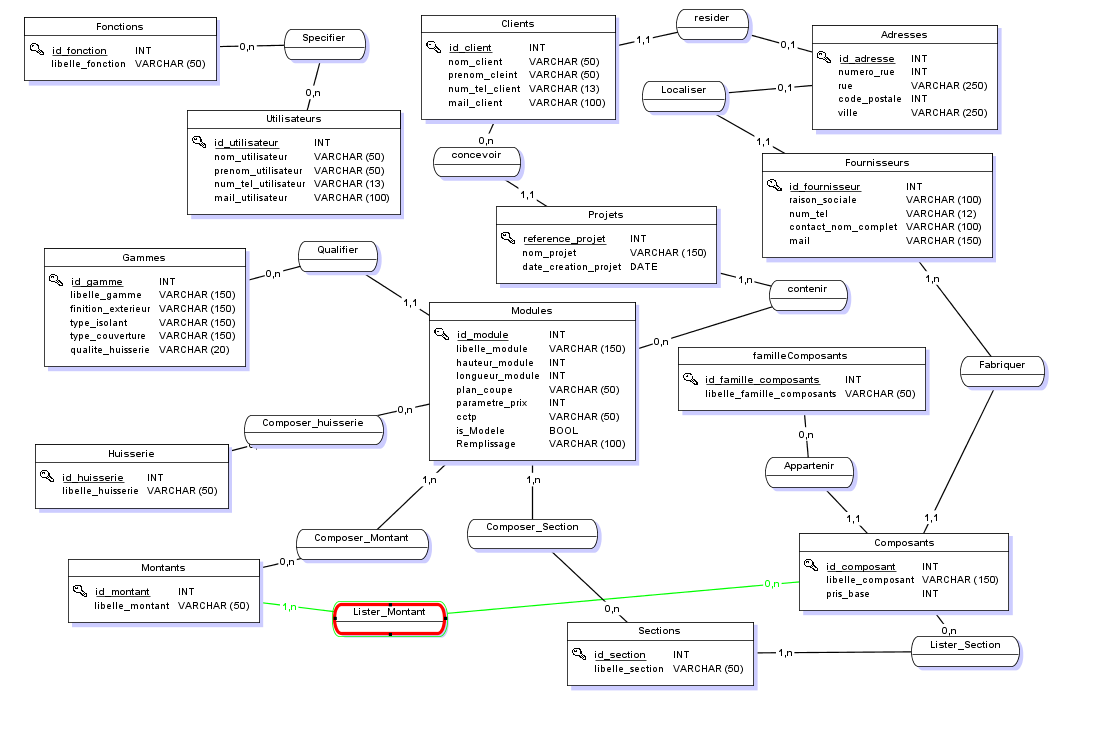 Fonctions
id_fonction INT
libelle_fonction VARCHAR (50)
0,n
Specifier
0,n
Utilisateurs
id_utilisateur INT
nom_utilisateur VARCHAR (50)
prenom_utilisateur VARCHAR (50)
num_tel_utilisateur VARCHAR (13)
mail_utilisateur VARCHAR (100)
Clients
id_client INT
nom_client VARCHAR (50)
prenom_cleint VARCHAR (50)
num_tel_client VARCHAR (13)
mail_client VARCHAR (100)
1,1
resider
0,1
Adresses
id_adresse INT
numero_rue INT
rue VARCHAR (250)
code_postale INT
ville VARCHAR (250)
Localiser
0,1
1,1
Fournisseurs
id_fournisseur INT
raison_sociale VARCHAR (100)
num_tel VARCHAR (12)
contact_nom_complet VARCHAR (100)
mail VARCHAR (150)
0,n
concevoir
1,1
Projets
reference_projet INT
nom_projet VARCHAR (150)
date_creation_projet DATE
1,n
contenir
0,n
Gammes
id_gamme INT
libelle_gamme VARCHAR (150)
finition_exterieur VARCHAR (150)
type_isolant VARCHAR (150)
type_couverture VARCHAR (150)
qualite_huisserie VARCHAR (20)
0,n
Qualifier
1,1
Modules
id_module INT
libelle_module VARCHAR (150)
hauteur_module INT
longueur_module INT
plan_coupe VARCHAR (50)
parametre_prix INT
cctp VARCHAR (50)
is_Modele BOOL
Remplissage VARCHAR (100)
familleComposants
id_famille_composants INT
libelle_famille_composants VARCHAR (50)
1,n
Fabriquer
1,1
0,n
Appartenir
1,1
0,n
Composer_huisserie
Huisserie
id_huisserie INT
libelle_huisserie VARCHAR (50)
1,n
Composer_Montant
0,n
1,n
Composer_Section
0,n
Montants
id_montant INT
libelle_montant VARCHAR (50)
1,n
Lister_Montant
0,n
Composants
id_composant INT
libelle_composant VARCHAR (150)
pris_base INT
0,n
Lister_Section
1,n
Sections
id_section INT
libelle_section VARCHAR (50)